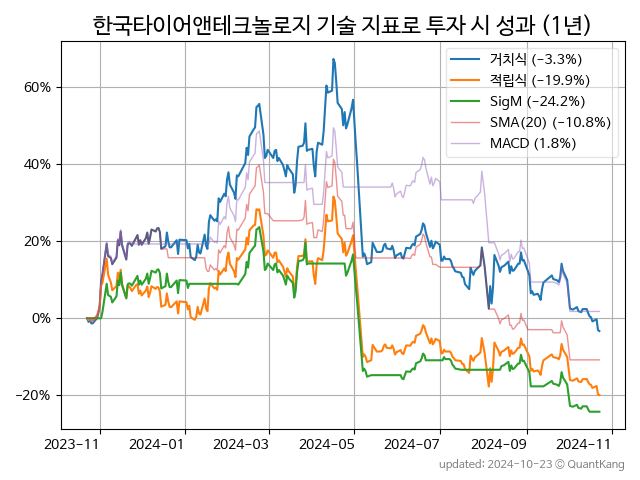 한국타이어앤테크놀로지 기술 지표로 투자 시 성과 (1년)
거치식 (−3.3%)
적립식 (−19.9%)
SigM (−24.2%)
SMA(20) (−10.8%)
MACD (1.8%)
60%
40%
20%
0%
−20%
2023-11 2024-01 2024-03 2024-05 2024-07 2024-09 2024-11
updated: 2024-10-23 © QuantKang